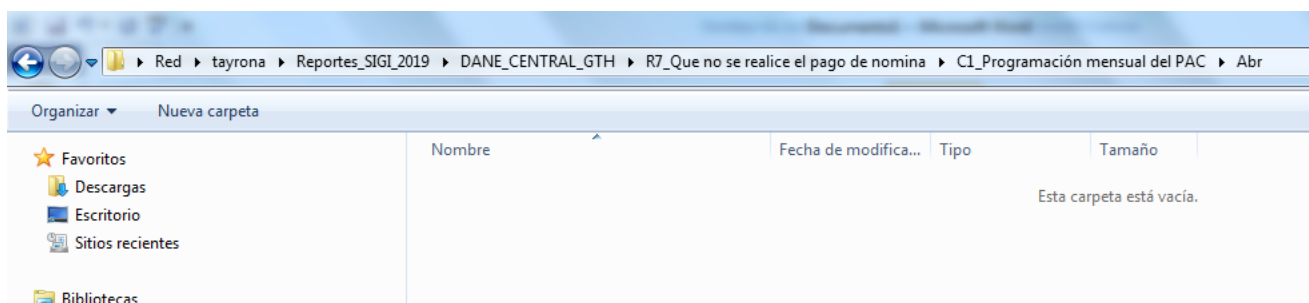 Red ▸ tayrona ▸ Reportes_SIGI_2019 ▸ DANE_CENTRAL_GTH ▸ R7_Que no se realice el pago de nomina ▸ C1_Programación mensual del PAC ▸ Abr
Organizar Nueva carpeta
Nombre Fecha de modifica... Tipo Tamaño
Favoritos
Esta carpeta está vacía.
Descargas
Escritorio
Sitios recientes
Bibliotecas